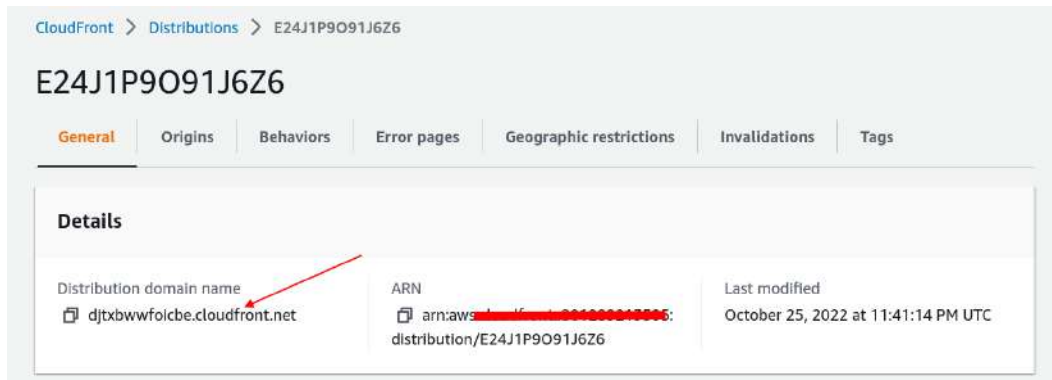 CloudFront > Distributions > E24J1P9O91J6Z6
E24J1P9O91J6Z6
General Origins Behaviors Error pages Geographic restrictions Invalidations Tags
Details
Distribution domain name ARN Last modified
djtxbwwfoicbe.cloudfront.net arn:aws : October 25, 2022 at 11:41:14 PM UTC
distribution/E24J1P9O91J6Z6